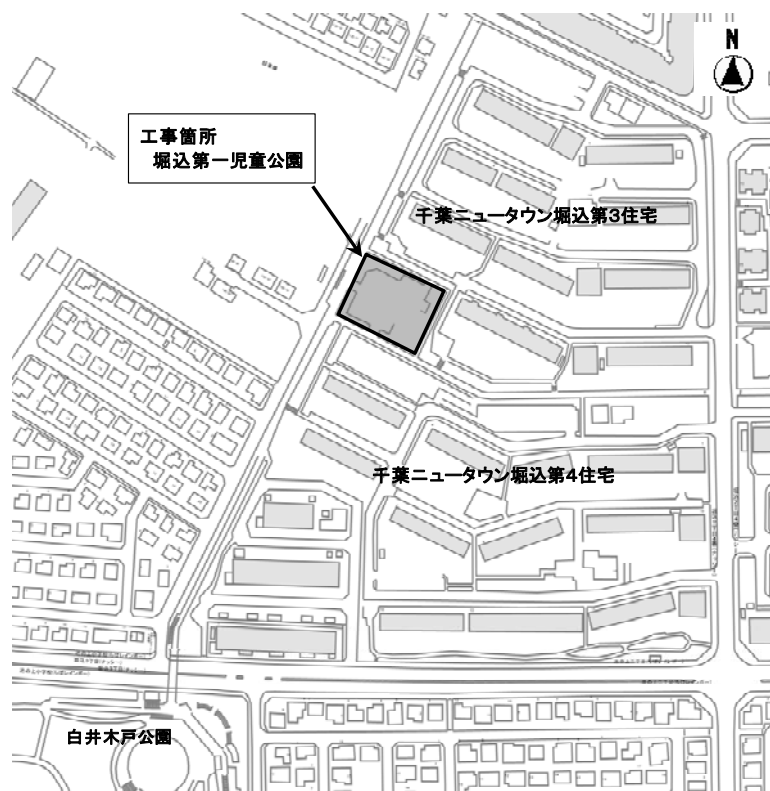 N
工事箇所
堀込第一児童公園
千葉ニュータウン堀込第3住宅
千葉ニュータウン堀込第4住宅
白井木戸公園